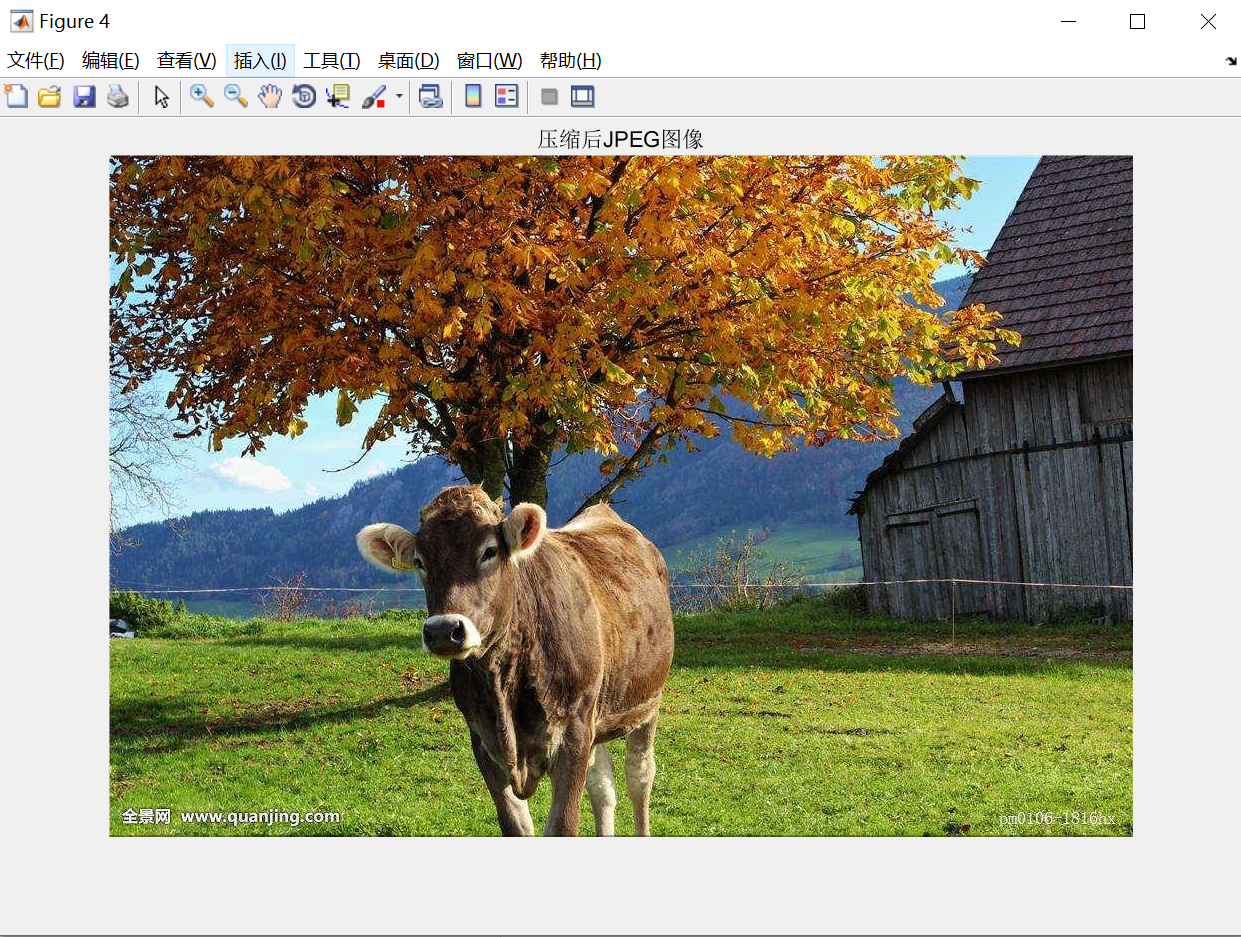 Figure 4
文件(F) 编辑(E) 查看(V) 插入(I) 工具(T) 桌面(D) 窗口(W) 帮助(H)
压缩后JPEG图像
全景网 www.quanjing.com
pm0106-1816hx